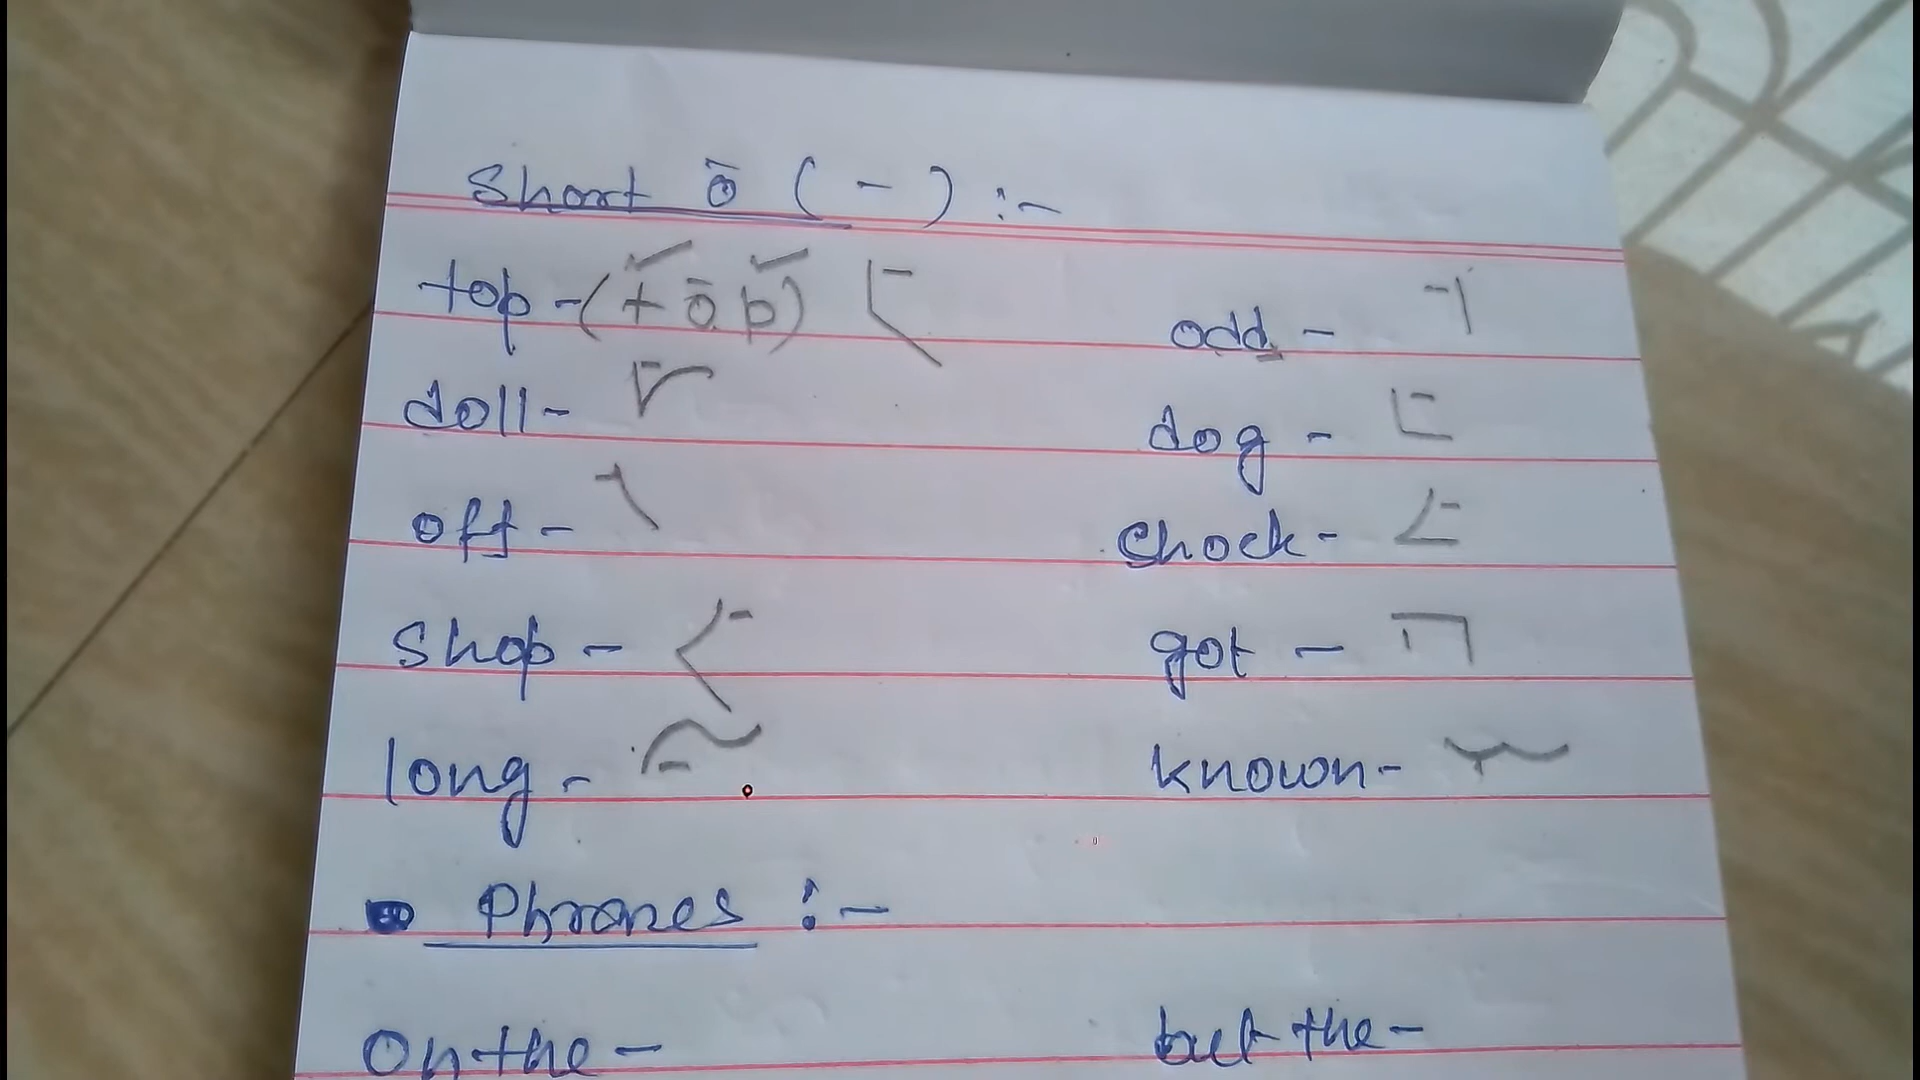 Short ŏ ( - ) :-
top - (t ŏ p) odd -
doll - dog -
off - shock -
shop - got -
long - known -
Phrases :-
On the - but the -